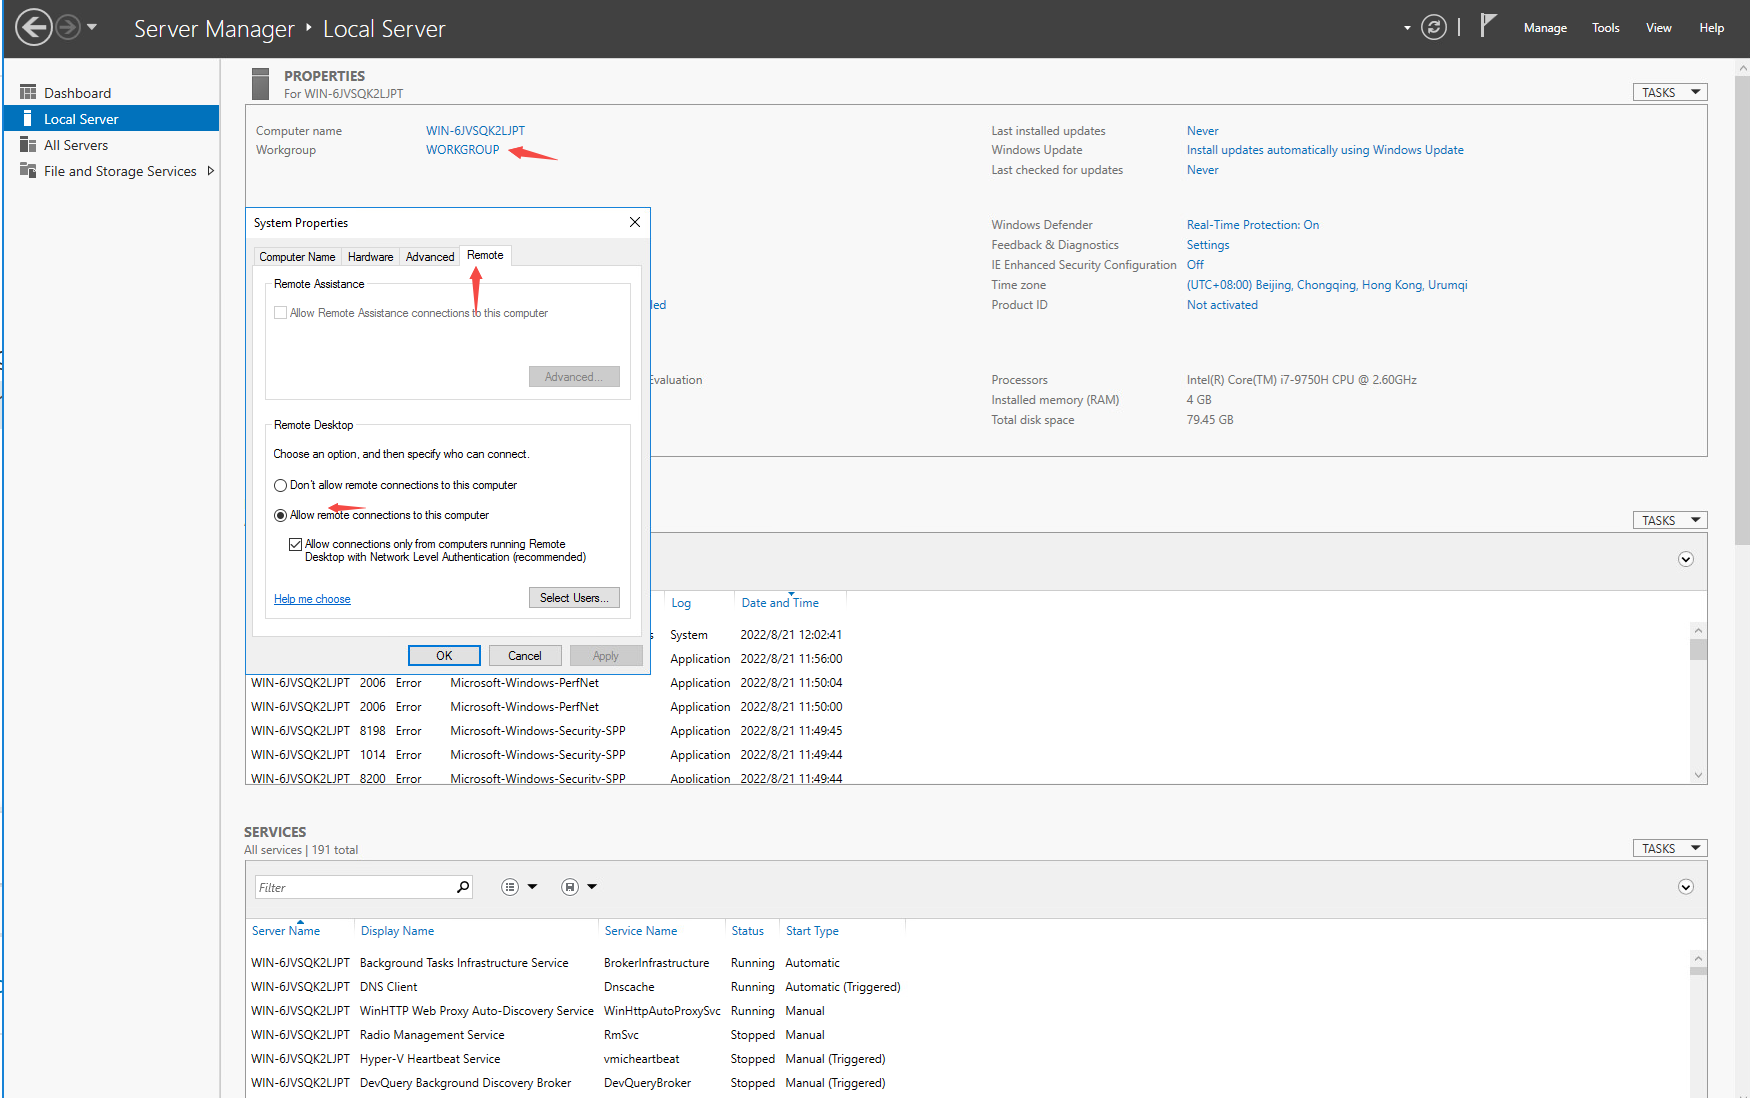 Server Manager ‣ Local Server
Manage Tools View Help
Dashboard
Local Server
All Servers
File and Storage Services
PROPERTIES
For WIN-6JVSQK2LJPT
TASKS
Computer name WIN-6JVSQK2LJPT
Workgroup WORKGROUP
Last installed updates Never
Windows Update Install updates automatically using Windows Update
Last checked for updates Never
Windows Defender Real-Time Protection: On
Feedback & Diagnostics Settings
IE Enhanced Security Configuration Off
Time zone (UTC+08:00) Beijing, Chongqing, Hong Kong, Urumqi
Product ID Not activated
Processors Intel(R) Core(TM) i7-9750H CPU @ 2.60GHz
Installed memory (RAM) 4 GB
Total disk space 79.45 GB
System Properties
Computer Name Hardware Advanced Remote
Remote Assistance
Allow Remote Assistance connections to this computer
Advanced...
Remote Desktop
Choose an option, and then specify who can connect.
Don't allow remote connections to this computer
Allow remote connections to this computer
Allow connections only from computers running Remote
Desktop with Network Level Authentication (recommended)
Help me choose
Select Users...
OK Cancel Apply
led
Evaluation
TASKS
Log Date and Time
s System 2022/8/21 12:02:41
Application 2022/8/21 11:56:00
WIN-6JVSQK2LJPT 2006 Error Microsoft-Windows-PerfNet Application 2022/8/21 11:50:04
WIN-6JVSQK2LJPT 2006 Error Microsoft-Windows-PerfNet Application 2022/8/21 11:50:00
WIN-6JVSQK2LJPT 8198 Error Microsoft-Windows-Security-SPP Application 2022/8/21 11:49:45
WIN-6JVSQK2LJPT 1014 Error Microsoft-Windows-Security-SPP Application 2022/8/21 11:49:44
WIN-6JVSQK2LJPT 8200 Error Microsoft-Windows-Security-SPP Application 2022/8/21 11:49:44
SERVICES
All services | 191 total
TASKS
Filter
Server Name Display Name Service Name Status Start Type
WIN-6JVSQK2LJPT Background Tasks Infrastructure Service BrokerInfrastructure Running Automatic
WIN-6JVSQK2LJPT DNS Client Dnscache Running Automatic (Triggered)
WIN-6JVSQK2LJPT WinHTTP Web Proxy Auto-Discovery Service WinHttpAutoProxySvc Running Manual
WIN-6JVSQK2LJPT Radio Management Service RmSvc Stopped Manual
WIN-6JVSQK2LJPT Hyper-V Heartbeat Service vmicheartbeat Stopped Manual (Triggered)
WIN-6JVSQK2LJPT DevQuery Background Discovery Broker DevQueryBroker Stopped Manual (Triggered)